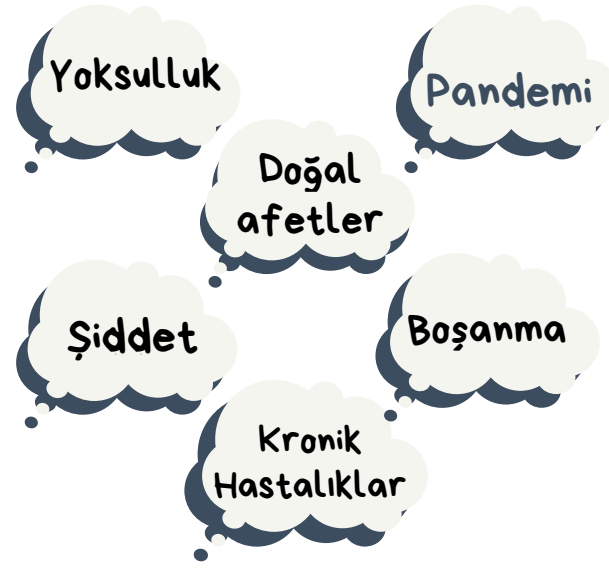 Yoksulluk
Pandemi
Doğal
afetler
Şiddet
Boşanma
Kronik
Hastalıklar